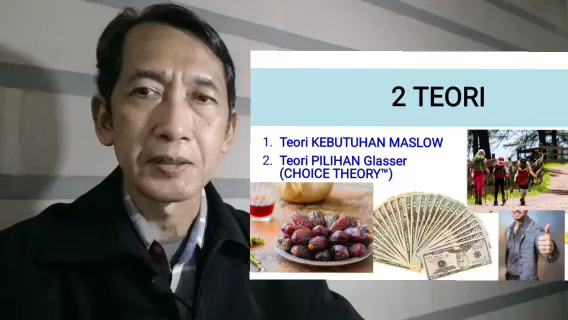 2 TEORI
1. Teori KEBUTUHAN MASLOW
2. Teori PILIHAN Glasser
(CHOICE THEORY™)